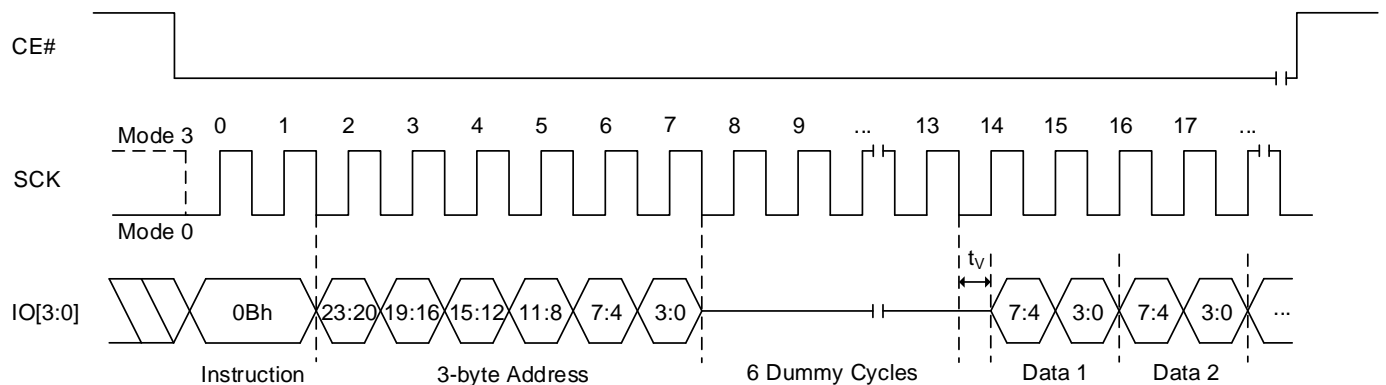 CE#
Mode 3 0 1 2 3 4 5 6 7 8 9 ... 13 14 15 16 17 ...
SCK
Mode 0
tV
IO[3:0] 0Bh 23:20 19:16 15:12 11:8 7:4 3:0 7:4 3:0 7:4 3:0 ...
Instruction 3-byte Address 6 Dummy Cycles Data 1 Data 2